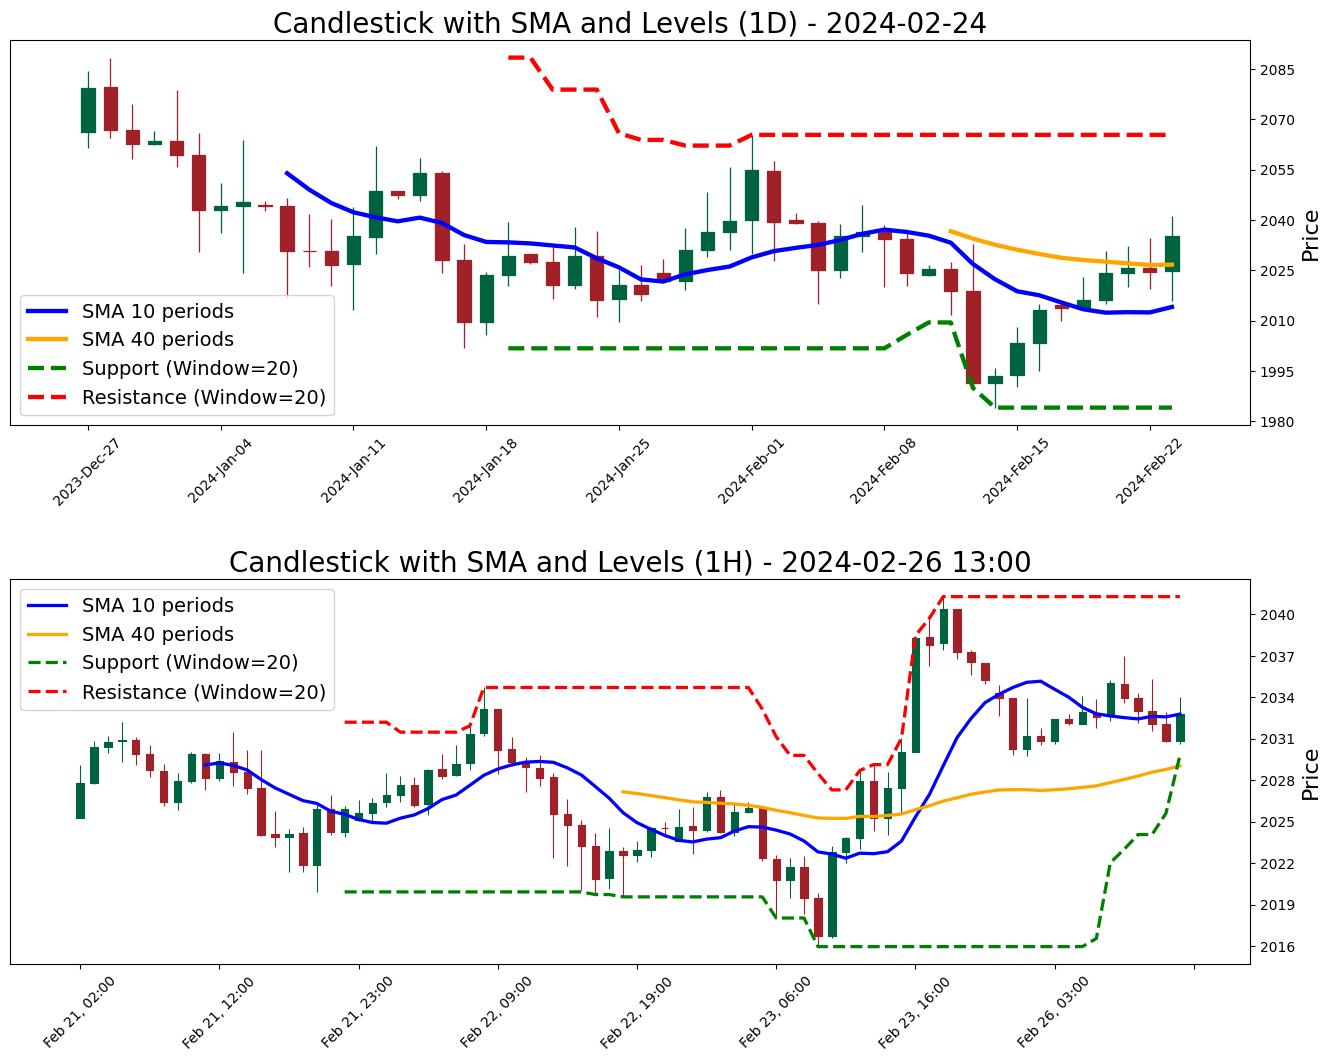 Candlestick with SMA and Levels (1D) - 2024-02-24
2085
2070
2055
2040
2025
2010
1995
1980
Price
SMA 10 periods
SMA 40 periods
Support (Window=20)
Resistance (Window=20)
2023-Dec-27
2024-Jan-04
2024-Jan-11
2024-Jan-18
2024-Jan-25
2024-Feb-01
2024-Feb-08
2024-Feb-15
2024-Feb-22
Candlestick with SMA and Levels (1H) - 2024-02-26 13:00
SMA 10 periods
SMA 40 periods
Support (Window=20)
Resistance (Window=20)
2040
2037
2034
2031
2028
2025
2022
2019
2016
Price
Feb 21, 02:00
Feb 21, 12:00
Feb 21, 23:00
Feb 22, 09:00
Feb 22, 19:00
Feb 23, 06:00
Feb 23, 16:00
Feb 26, 03:00